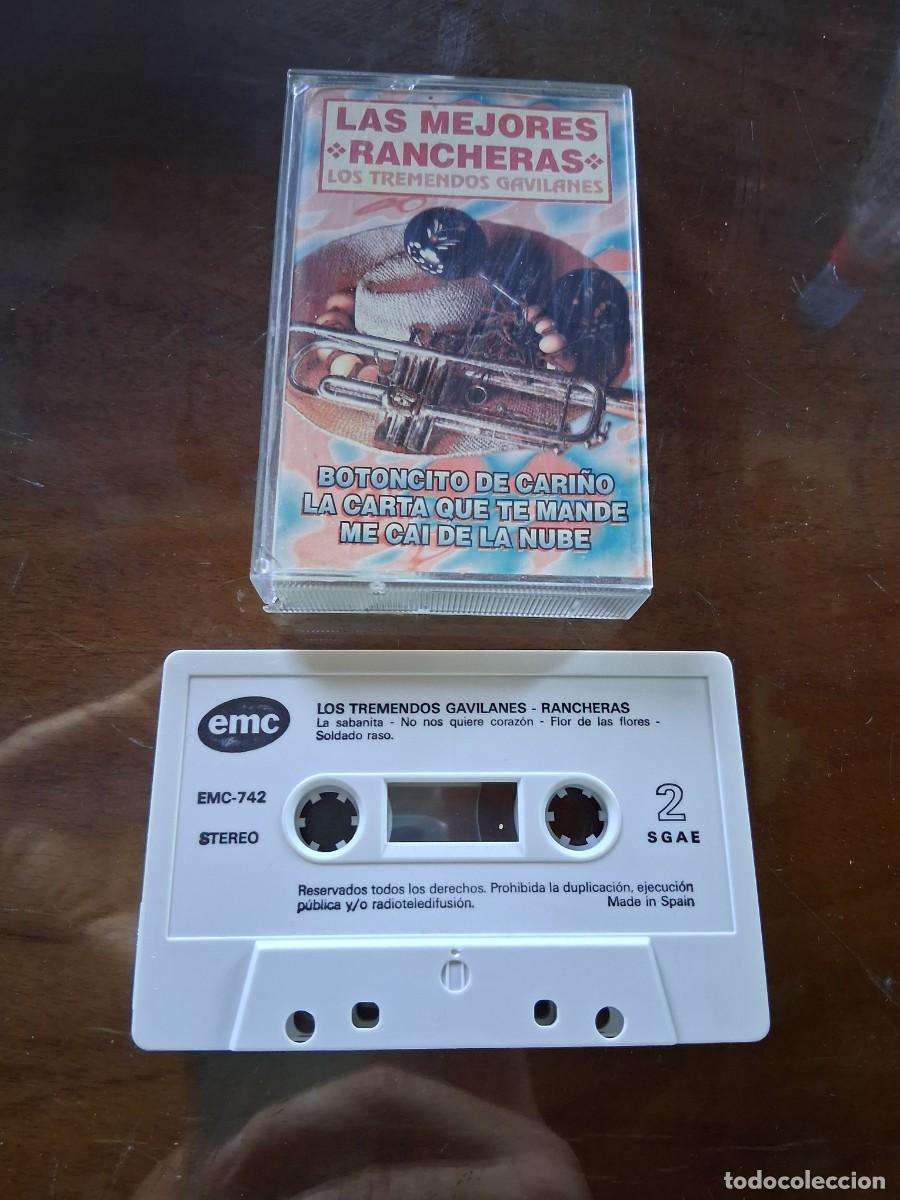 LAS MEJORES
RANCHERAS
LOS TREMENDOS GAVILANES
BOTONCITO DE CARIÑO
LA CARTA QUE TE MANDE
ME CAI DE LA NUBE
emc
LOS TREMENDOS GAVILANES - RANCHERAS
La sabanita - No nos quiere corazón - Flor de las flores -
Soldado raso.
EMC-742
2
STEREO
SGAE
Reservados todos los derechos. Prohibida la duplicación, ejecución
pública y/o radioteledifusión. Made in Spain
todocoleccion